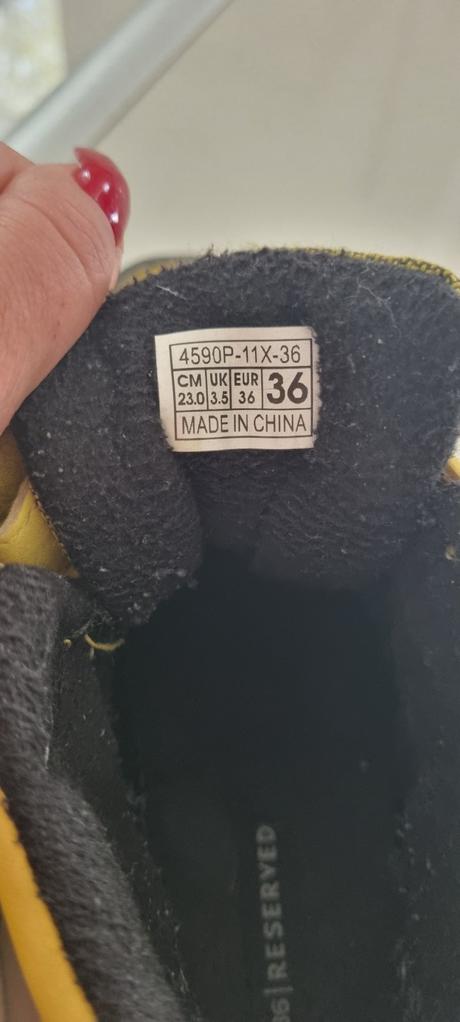 4590P-11X-36
CM UK EUR 36
23.0 3.5 36
MADE IN CHINA
36 | RESERVED